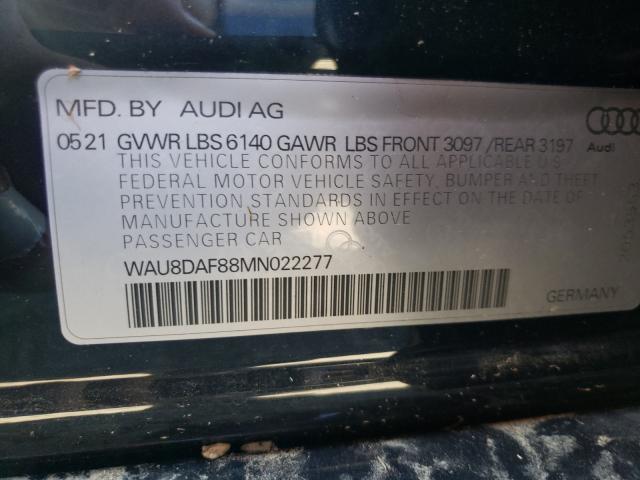 MFD. BY AUDI AG
0521 GVWR LBS 6140 GAWR LBS FRONT 3097 /REAR 3197
Audi
THIS VEHICLE CONFORMS TO ALL APPLICABLE U.S.
FEDERAL MOTOR VEHICLE SAFETY, BUMPER AND THEFT
PREVENTION STANDARDS IN EFFECT ON THE DATE OF
MANUFACTURE SHOWN ABOVE
PASSENGER CAR
WAU8DAF88MN022277
GERMANY